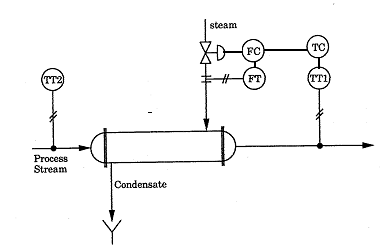 steam
FC
TC
TT2
FT
TT1
Process
Stream
Condensate